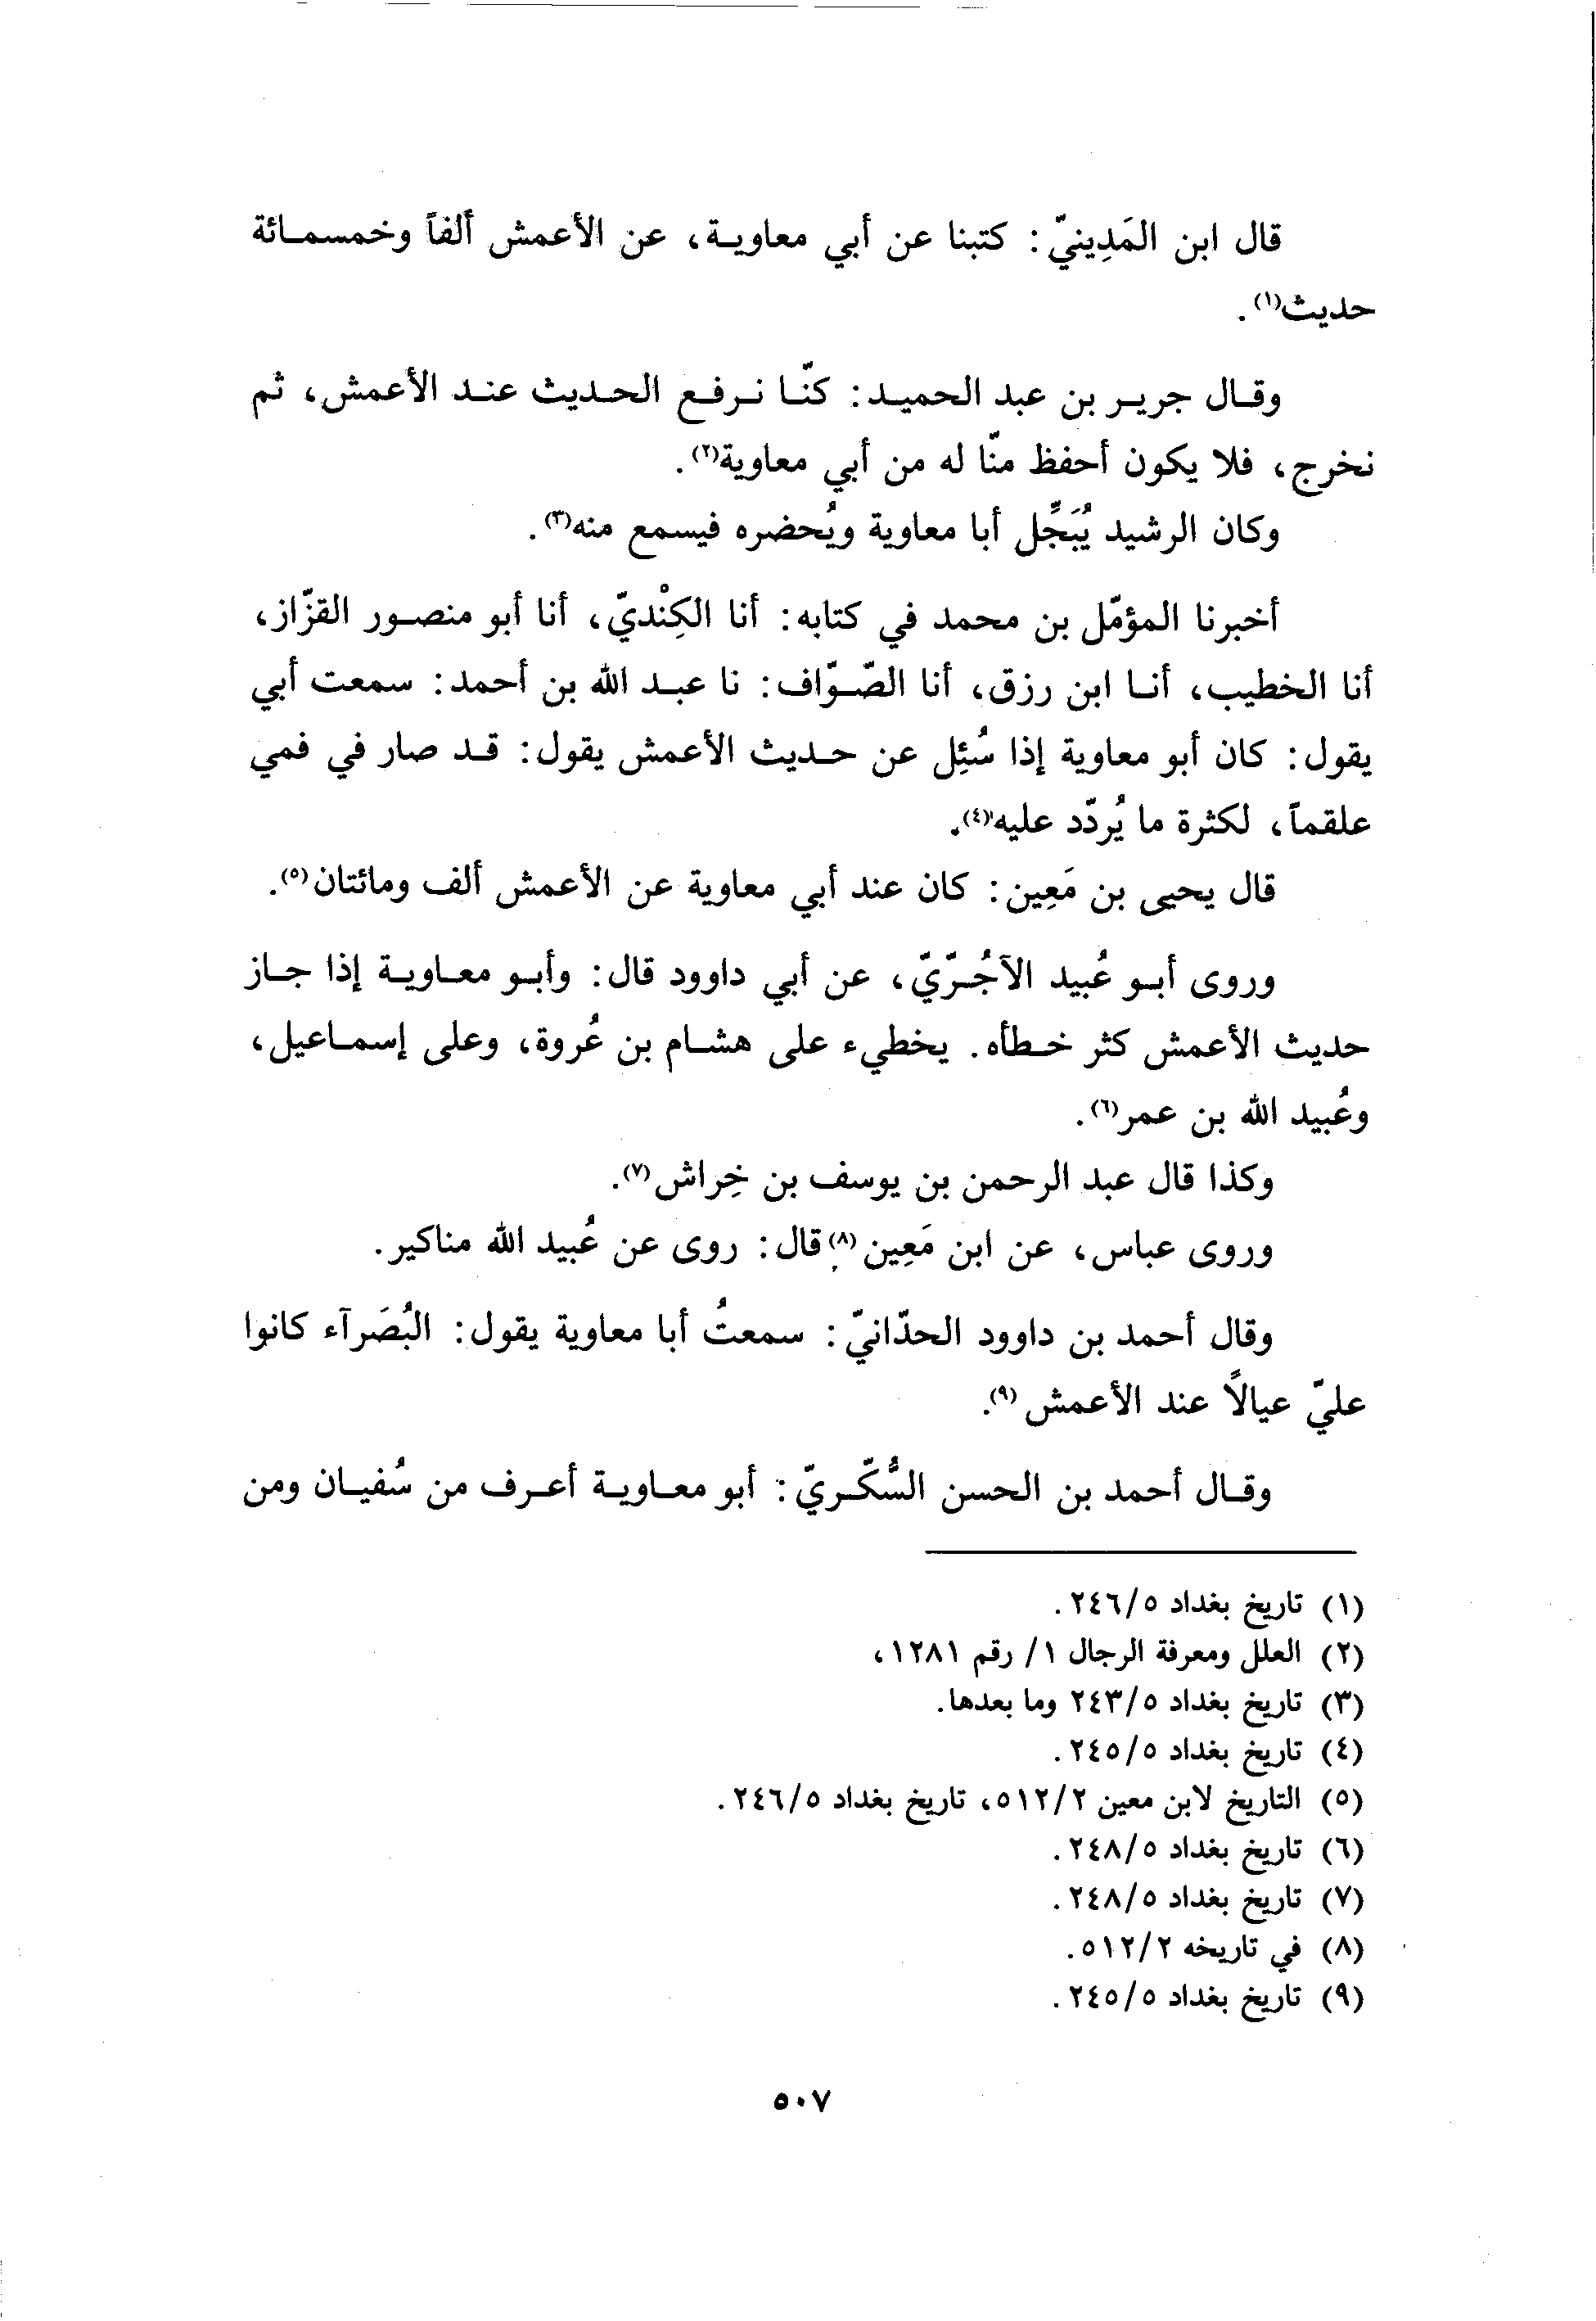 قال ابن المَدِينيّ: كتبنا عن أبي معاوية، عن الأعمش ألفاً وخمسمائة
حديث(١).
وقال جرير بن عبد الحميد: كنّا نرفع الحديث عند الأعمش، ثم
نخرج، فلا يكون أحفظ منّا له من أبي معاوية(٢).
وكان الرشيد يُبَجِّل أبا معاوية ويُحضره فيسمع منه(٣).
أخبرنا المؤمّل بن محمد في كتابه: أنا الكِنْديّ، أنا أبو منصور القزّاز،
أنا الخطيب، أنا ابن رزق، أنا الصّوّاف: نا عبد الله بن أحمد: سمعت أبي
يقول: كان أبو معاوية إذا سُئِل عن حديث الأعمش يقول: قد صار في فمي
علقماً، لكثرة ما يُردّد عليه(٤).
قال يحيى بن مَعِين: كان عند أبي معاوية عن الأعمش ألف ومائتان(٥).
وروى أبو عُبيد الآجُرّيّ، عن أبي داوود قال: وأبو معاوية إذا جاز
حديث الأعمش كثر خطأه. يخطيء على هشام بن عُروة، وعلى إسماعيل،
وعُبيد الله بن عمر(٦).
وكذا قال عبد الرحمن بن يوسف بن خِراش(٧).
وروى عباس، عن ابن مَعِين(٨) قال: روى عن عُبيد الله مناكير.
وقال أحمد بن داوود الحدّانيّ: سمعتُ أبا معاوية يقول: البُصَرآء كانوا
عليّ عيالاً عند الأعمش(٩).
وقال أحمد بن الحسن السُّكّريّ: أبو معاوية أعرف من سُفيان ومن
(١) تاريخ بغداد ٢٤٦/٥.
(٢) العلل ومعرفة الرجال ١/ رقم ١٢٨١،
(٣) تاريخ بغداد ٢٤٣/٥ وما بعدها.
(٤) تاريخ بغداد ٢٤٥/٥.
(٥) التاريخ لابن معين ٥١٢/٢، تاريخ بغداد ٢٤٦/٥.
(٦) تاريخ بغداد ٢٤٨/٥.
(٧) تاريخ بغداد ٢٤٨/٥.
(٨) في تاريخه ٥١٢/٢.
(٩) تاريخ بغداد ٢٤٥/٥.
٥٠٧